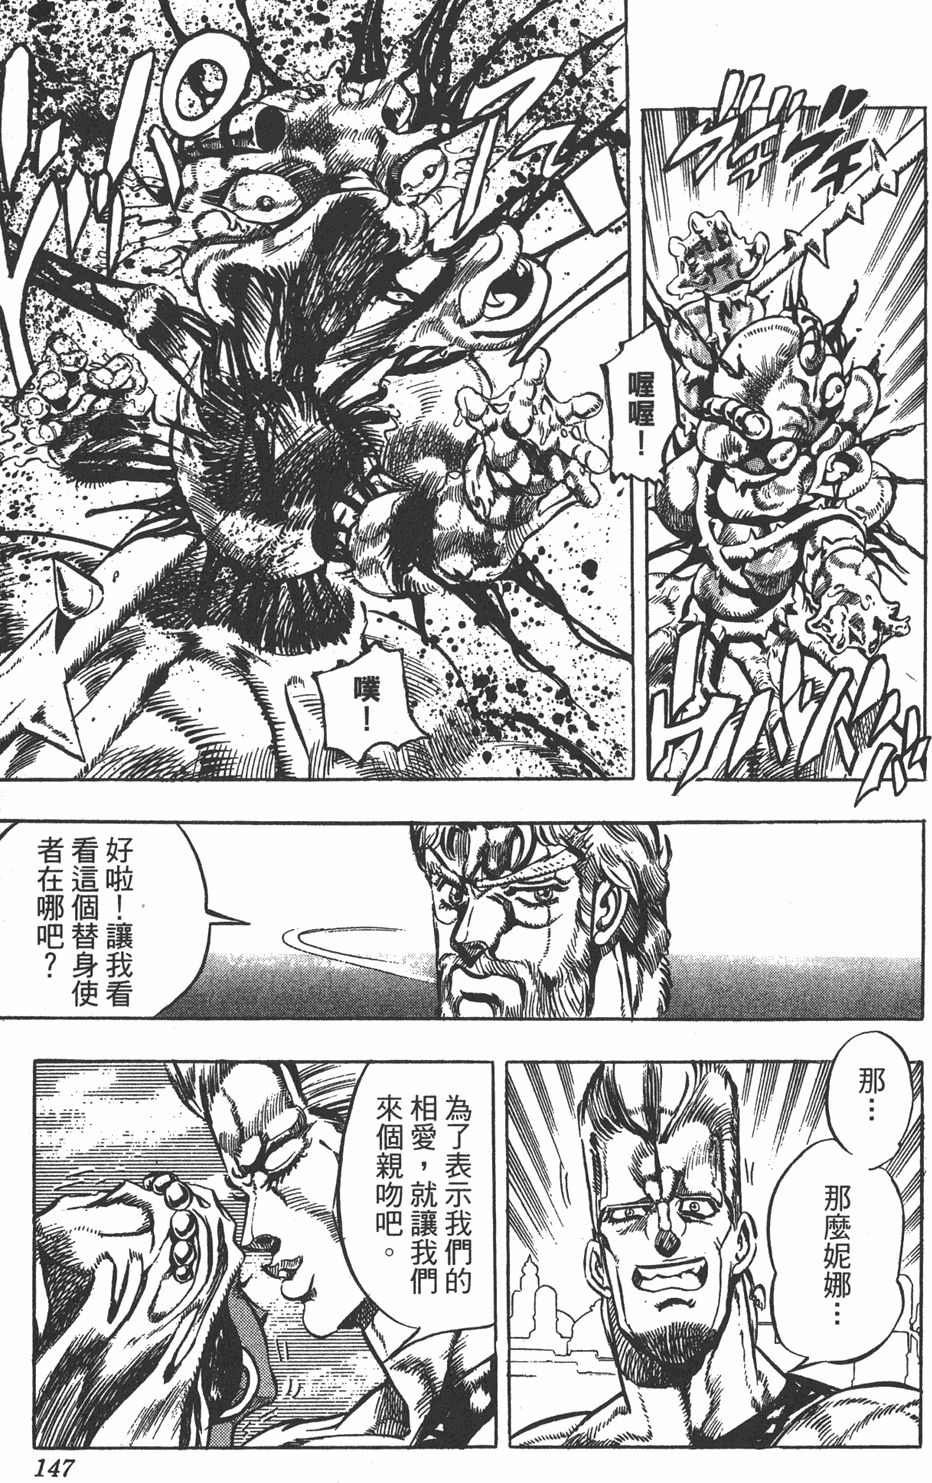 喔喔！
噗！
好啦！讓我看
看這個替身使
者在哪吧？
那…
那麼妮娜…
為了表示我們的
相愛，就讓我們
來個親吻吧。
147